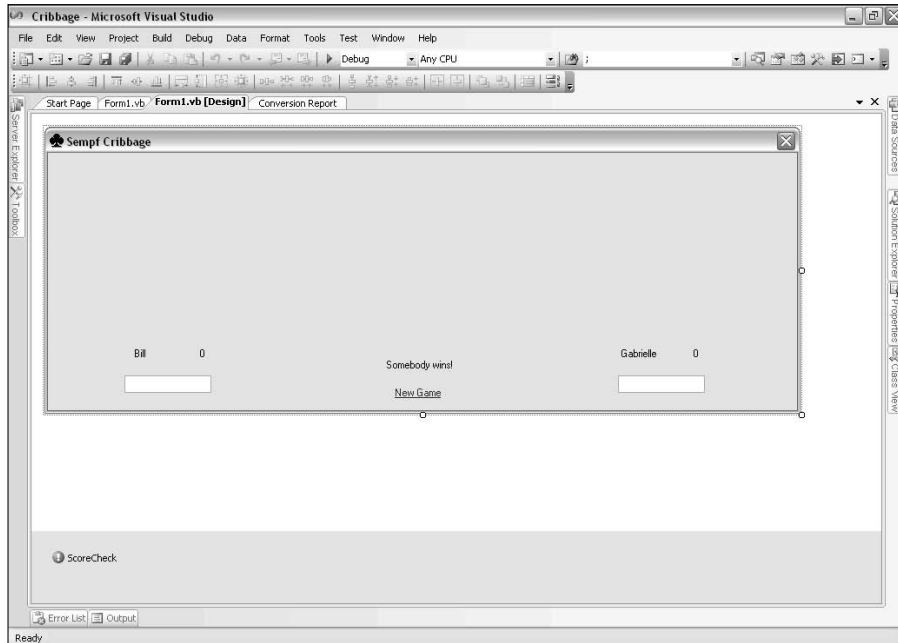 Cribbage - Microsoft Visual Studio
File Edit View Project Build Debug Data Format Tools Test Window Help
Debug Any CPU ;
Start Page Form1.vb Form1.vb [Design] Conversion Report
Server Explorer
Toolbox
Data Sources
Solution Explorer
Properties
Class View
Sempf Cribbage
Bill 0
Gabrielle 0
Somebody wins!
New Game
ScoreCheck
Error List Output
Ready